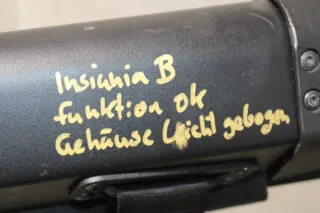 Insignia B
funktion ok
Gehäuse leicht gebogen